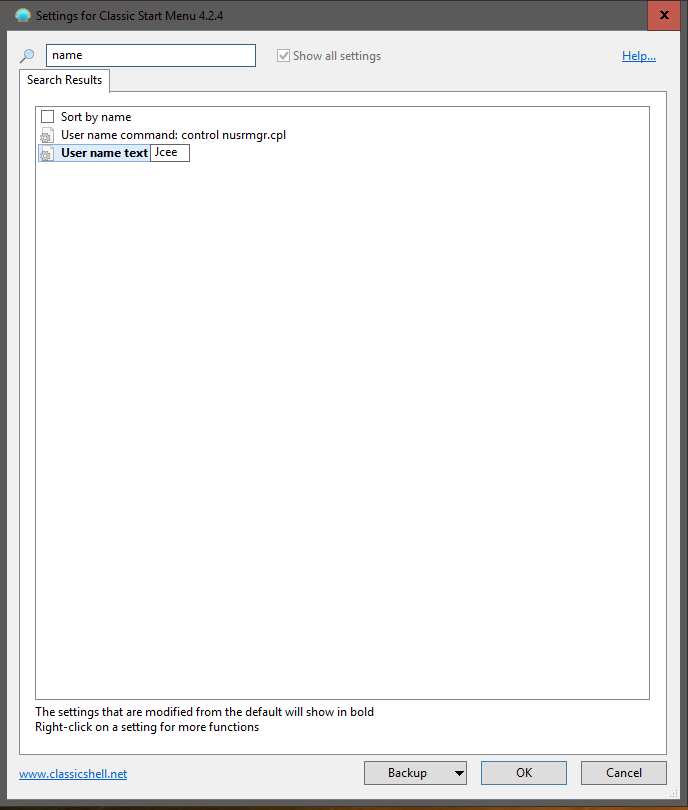 Settings for Classic Start Menu 4.2.4
x
name
Show all settings
Help...
Search Results
Sort by name
User name command: control nusrmgr.cpl
User name text Jcee
The settings that are modified from the default will show in bold
Right-click on a setting for more functions
www.classicshell.net
Backup
OK
Cancel